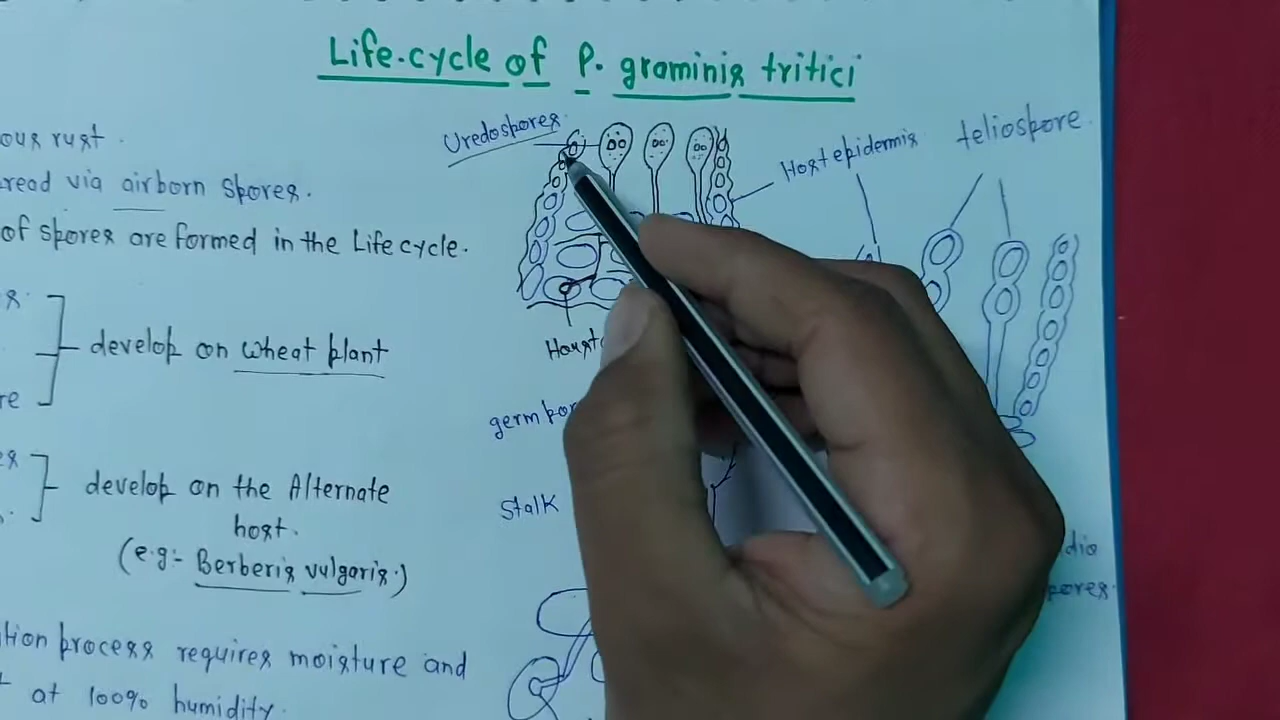 Life.cycle of P. graminis tritici
Uredospores
Host epidermis
teliospore
ous rust.
read via airborn spores.
of spores are formed in the Life cycle.
develop on wheat plant
re
germ por
develop on the Alternate
host.
(e.g:- Berberis vulgaris.)
Stalk
dio
pores.
tion process requires moisture and
at 100% humidity.